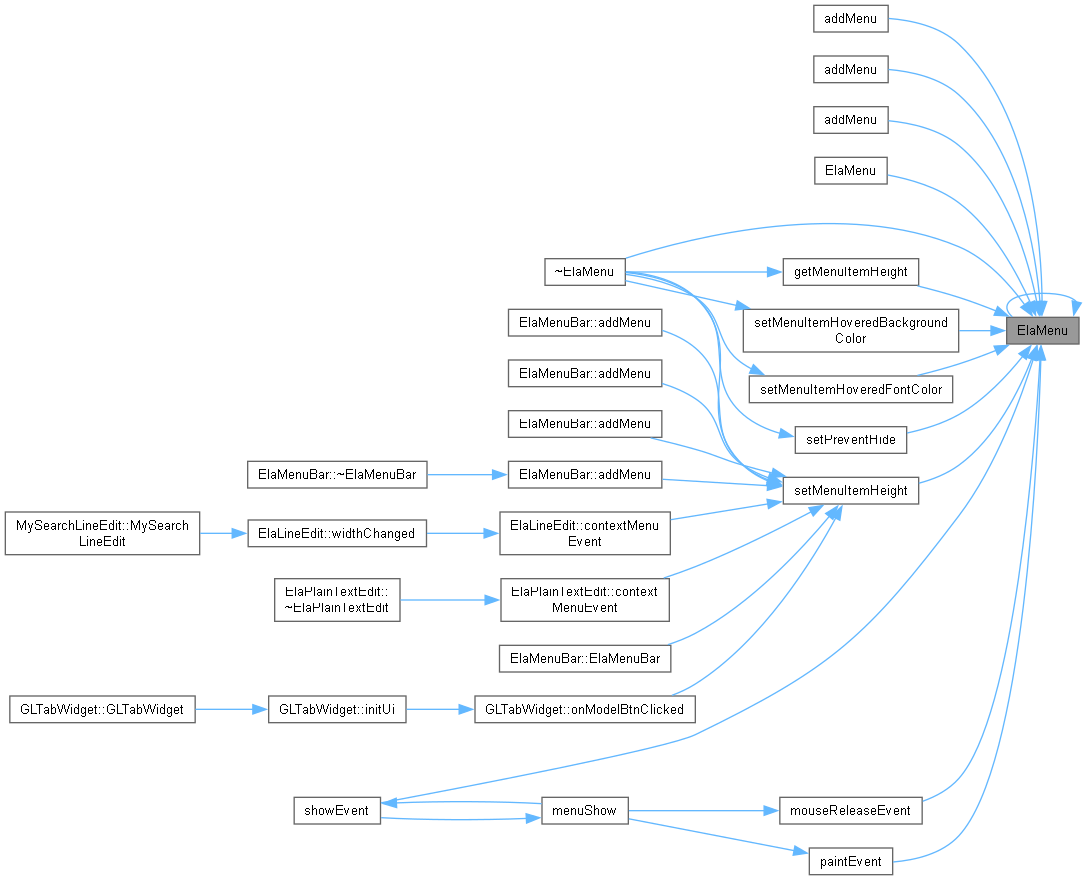 addMenu
addMenu
addMenu
ElaMenu
~ElaMenu
getMenuItemHeight
ElaMenuBar::addMenu
setMenuItemHoveredBackground
Color
ElaMenu
ElaMenuBar::addMenu
setMenuItemHoveredFontColor
ElaMenuBar::addMenu
setPreventHide
ElaMenuBar::~ElaMenuBar
ElaMenuBar::addMenu
setMenuItemHeight
MySearchLineEdit::MySearch
LineEdit
ElaLineEdit::widthChanged
ElaLineEdit::contextMenu
Event
ElaPlainTextEdit::
~ElaPlainTextEdit
ElaPlainTextEdit::context
MenuEvent
ElaMenuBar::ElaMenuBar
GLTabWidget::GLTabWidget
GLTabWidget::initUi
GLTabWidget::onModelBtnClicked
showEvent
menuShow
mouseReleaseEvent
paintEvent